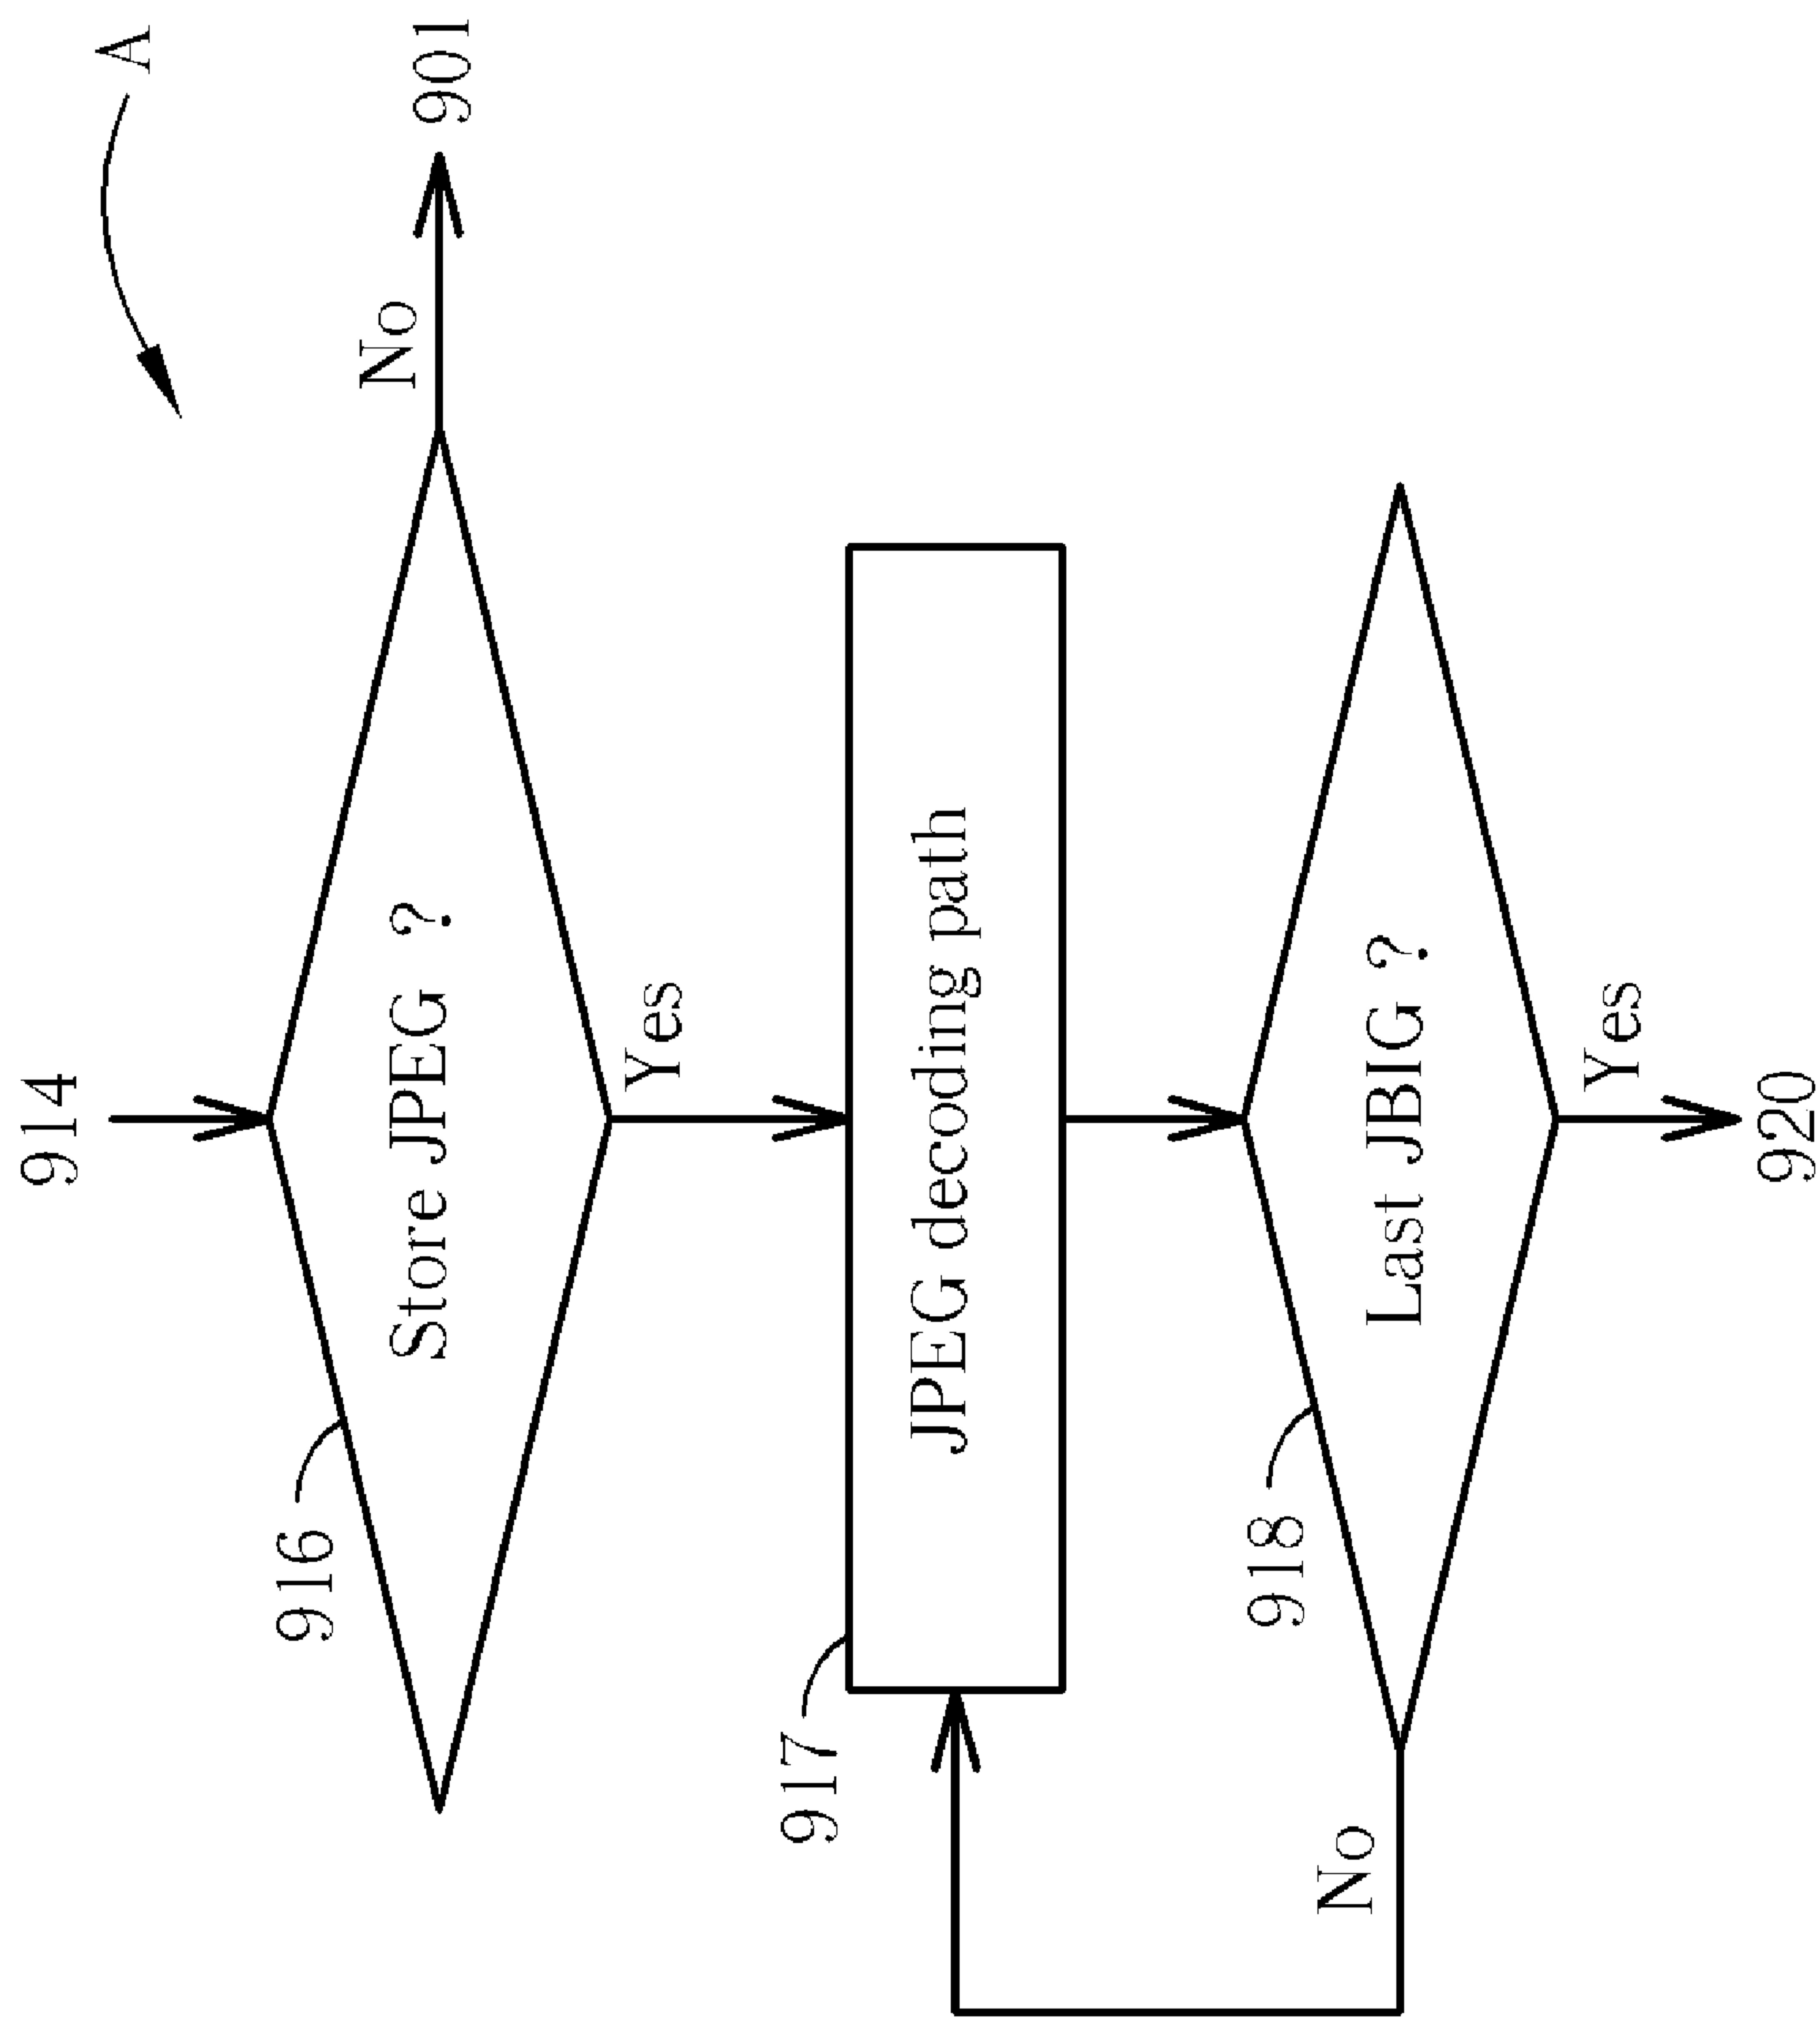 A
914
916
Store JPEG ?
No
901
Yes
917
JPEG decoding path
918
Last JBIG ?
No
Yes
920